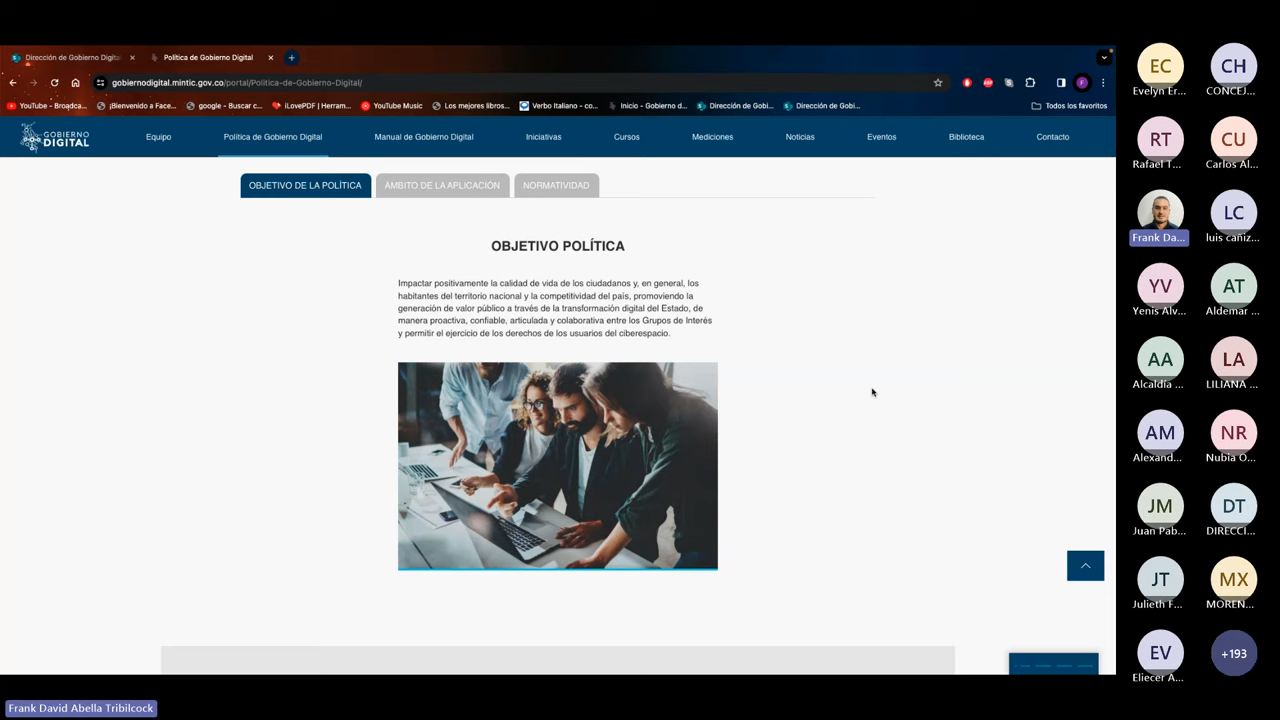 Dirección de Gobierno Digita
Política de Gobierno Digital
gobiernodigital.mintic.gov.co/portal/Politica-de-Gobierno-Digital/
YouTube - Broadca...
¡Bienvenido a Face...
google - Buscar c...
iLovePDF | Herram...
YouTube Music
Los mejores libros...
Verbo Italiano - co...
Inicio - Gobierno d...
Dirección de Gobi...
Dirección de Gobi...
Todos los favoritos
GOBIERNO
DIGITAL
Equipo
Política de Gobierno Digital
Manual de Gobierno Digital
Iniciativas
Cursos
Mediciones
Noticias
Eventos
Biblioteca
Contacto
OBJETIVO DE LA POLÍTICA
ÁMBITO DE LA APLICACIÓN
NORMATIVIDAD
OBJETIVO POLÍTICA
Impactar positivamente la calidad de vida de los ciudadanos y, en general, los
habitantes del territorio nacional y la competitividad del país, promoviendo la
generación de valor público a través de la transformación digital del Estado, de
manera proactiva, confiable, articulada y colaborativa entre los Grupos de Interés
y permitir el ejercicio de los derechos de los usuarios del ciberespacio.
EC
Evelyn Er...
CH
CONCEJ...
RT
Rafael T...
CU
Carlos Al...
Frank Da...
LC
luis cañiz...
YV
Yenis Alv...
AT
Aldemar ...
AA
Alcaldía ...
LA
LILIANA ...
AM
Alexand...
NR
Nubia O...
JM
Juan Pab...
DT
DIRECCI...
JT
Julieth F...
MX
MOREN...
EV
Eliecer A...
+193
Frank David Abella Tribilcock